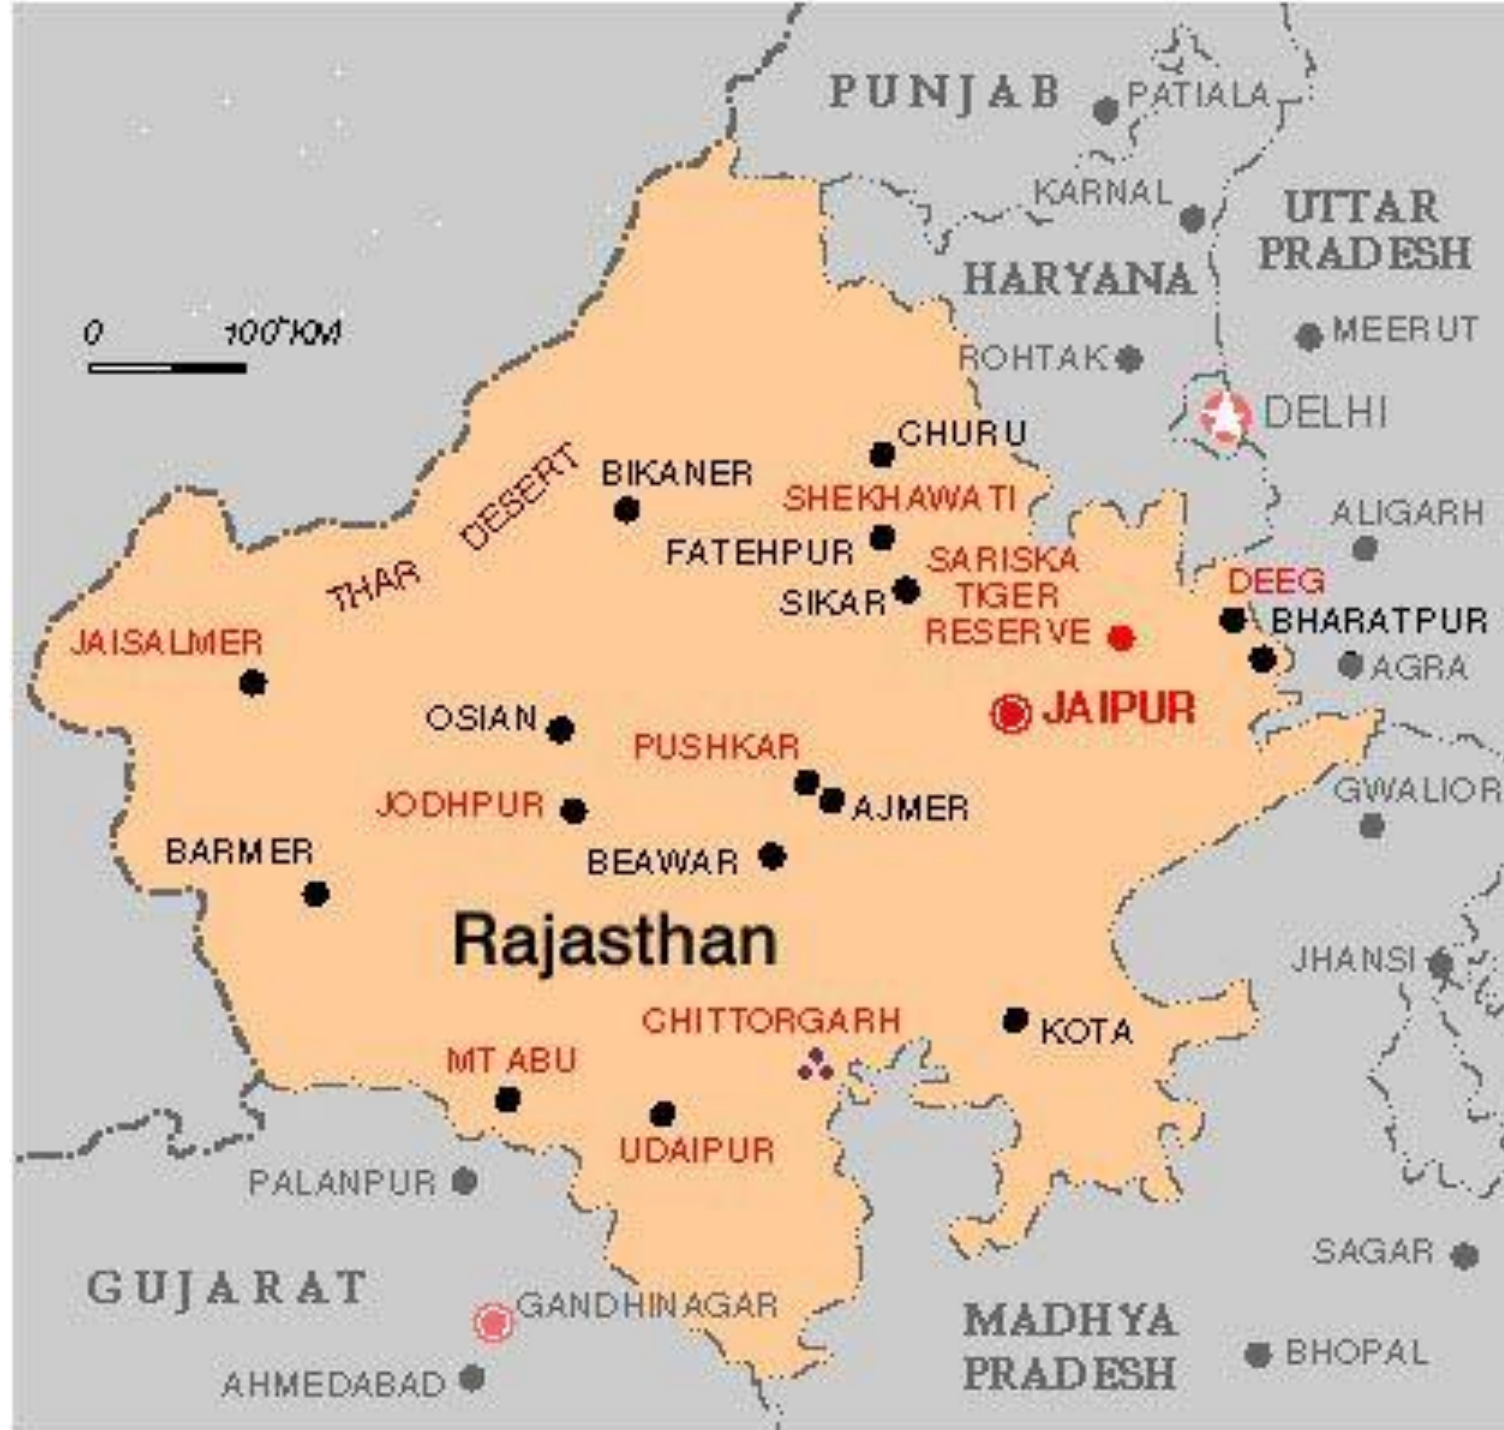 PUNJAB
PATIALA
KARNAL
UTTAR
PRADESH
HARYANA
0 100 KM
MEERUT
ROHTAK
DELHI
CHURU
BIKANER
SHEKHAWATI
ALIGARH
THAR DESERT
FATEHPUR
SARISKA
TIGER
RESERVE
SIKAR
DEEG
BHARATPUR
JAISALMER
AGRA
OSIAN
JAIPUR
PUSHKAR
JODHPUR
AJMER
GWALIOR
BARMER
BEAWAR
Rajasthan
JHANSI
CHITTORGARH
KOTA
MT ABU
UDAIPUR
PALANPUR
SAGAR
GUJARAT
GANDHINAGAR
MADHYA
PRADESH
BHOPAL
AHMEDABAD